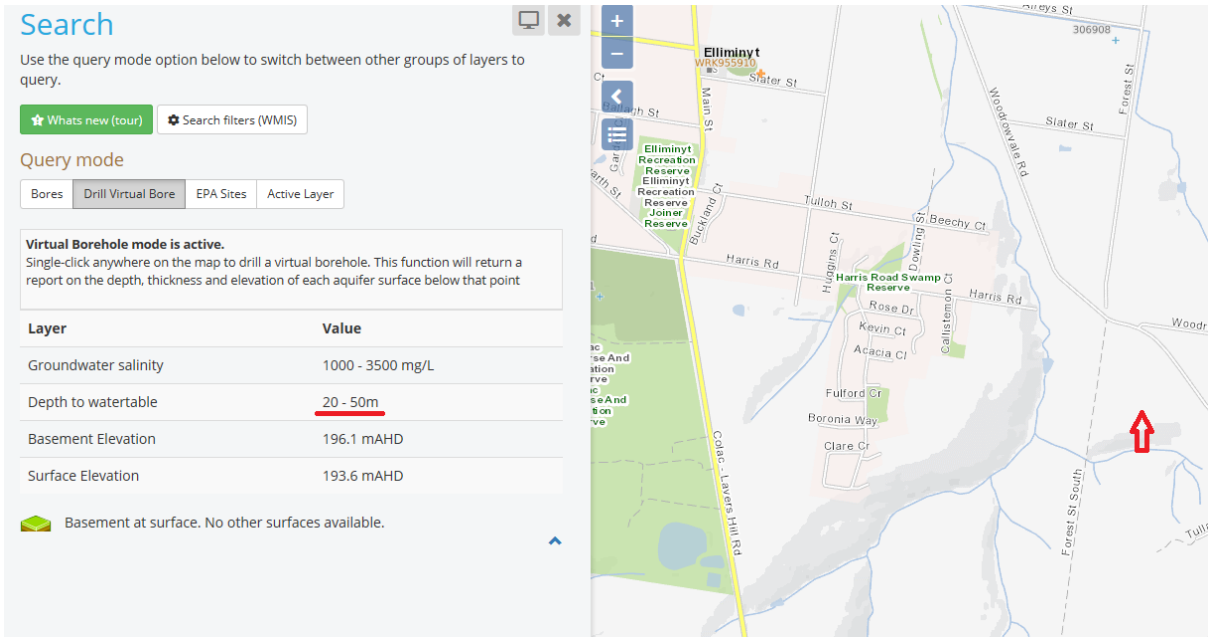 Search
Use the query mode option below to switch between other groups of layers to
query.
Whats new (tour)
Search filters (WMIS)
Query mode
Bores
Drill Virtual Bore
EPA Sites
Active Layer
Virtual Borehole mode is active.
Single-click anywhere on the map to drill a virtual borehole. This function will return a
report on the depth, thickness and elevation of each aquifer surface below that point
Layer Value
Groundwater salinity 1000 - 3500 mg/L
Depth to watertable 20 - 50m
Basement Elevation 196.1 mAHD
Surface Elevation 193.6 mAHD
Basement at surface. No other surfaces available.
+
−
Elliminyt
WRK955910
Slater St
Main St
306908
Forest St
Slater St
Woodrowvale Rd
Elliminyt
Recreation
Reserve
Elliminyt
Recreation
Reserve
Joiner
Reserve
Buckland Ct
Tulloh St
Dowling St
Beechy Ct
Harris Rd
Huggins Ct
Harris Road Swamp
Reserve
Callistemon Ct
Harris Rd
Rose Dr
Kevin Ct
Acacia Cl
Woodr
Fulford Cr
Boronia Way
Clare Cr
Colac - Lavers Hill Rd
Forest St South
Tullo